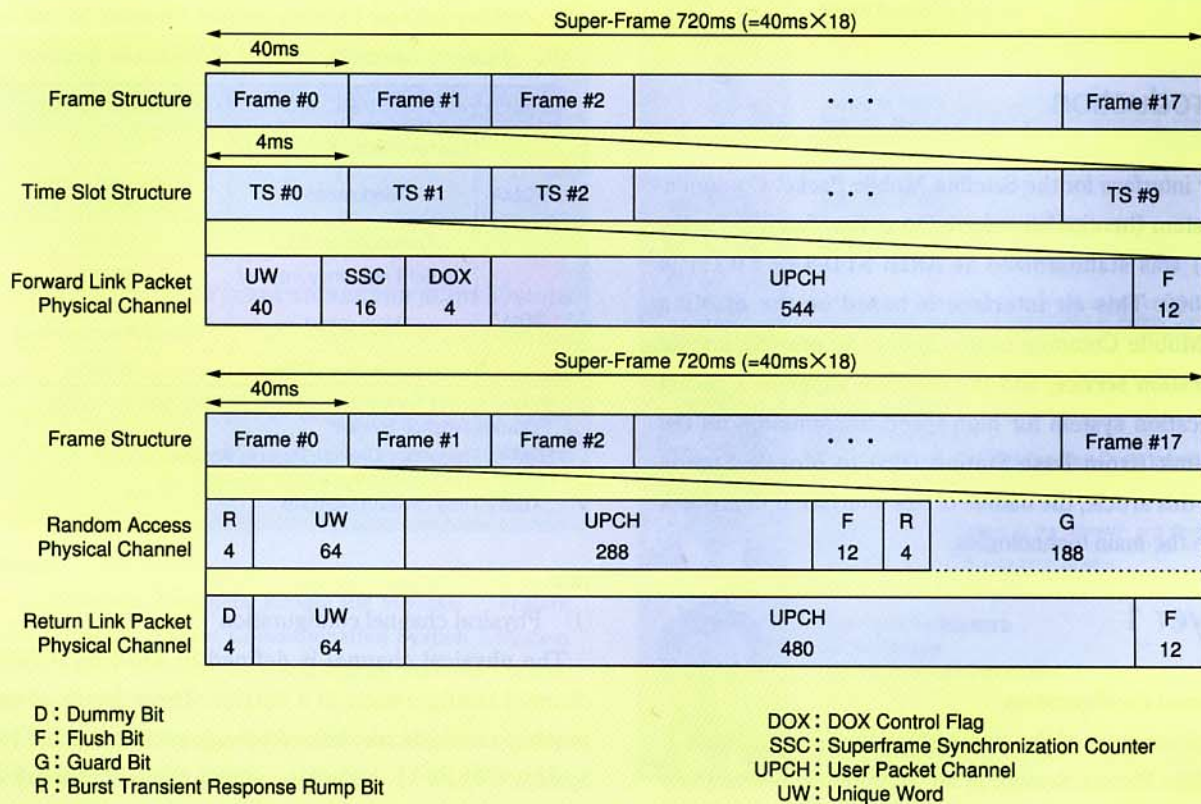 Super-Frame 720ms (=40ms×18)
40ms
Frame Structure Frame #0 Frame #1 Frame #2 · · · Frame #17
4ms
Time Slot Structure TS #0 TS #1 TS #2 · · · TS #9
Forward Link Packet Physical Channel
UW SSC DOX UPCH F
40 16 4 544 12
Super-Frame 720ms (=40ms×18)
40ms
Frame Structure Frame #0 Frame #1 Frame #2 · · · Frame #17
Random Access Physical Channel
R UW UPCH F R G
4 64 288 12 4 188
Return Link Packet Physical Channel
D UW UPCH F
4 64 480 12
D : Dummy Bit
F : Flush Bit
G : Guard Bit
R : Burst Transient Response Rump Bit
DOX : DOX Control Flag
SSC : Superframe Synchronization Counter
UPCH : User Packet Channel
UW : Unique Word